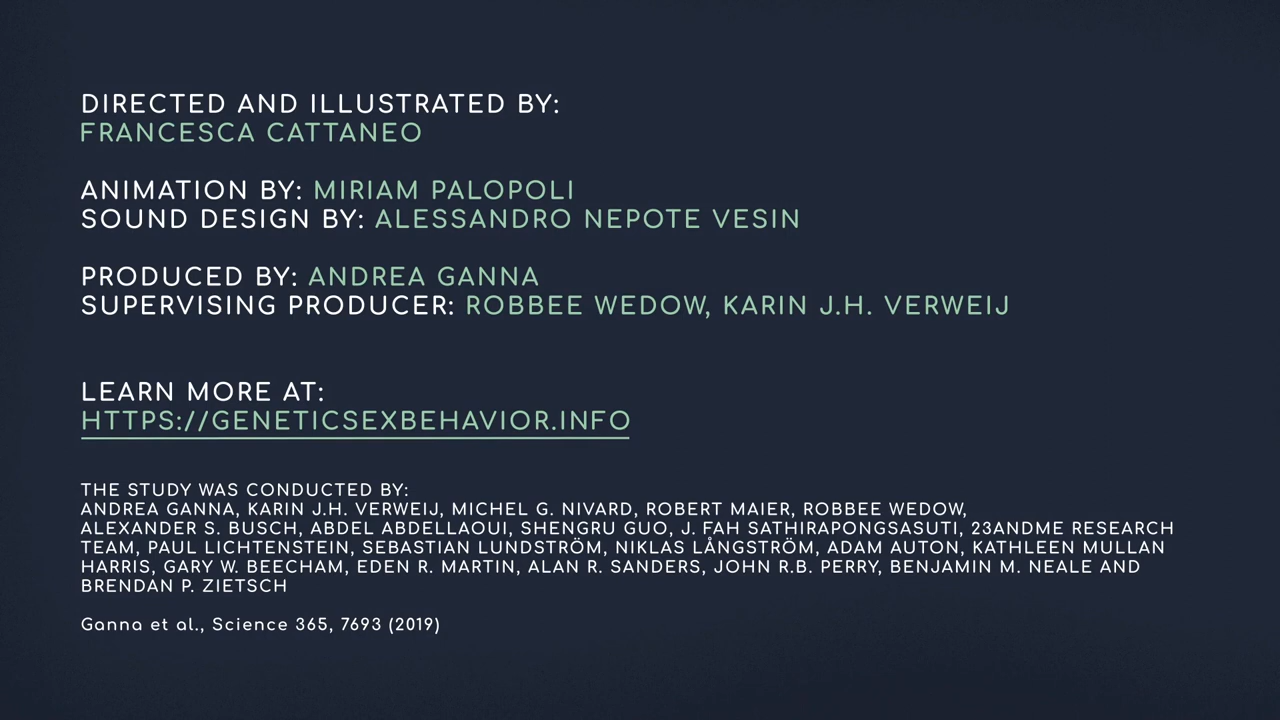 DIRECTED AND ILLUSTRATED BY:
FRANCESCA CATTANEO
ANIMATION BY: MIRIAM PALOPOLI
SOUND DESIGN BY: ALESSANDRO NEPOTE VESIN
PRODUCED BY: ANDREA GANNA
SUPERVISING PRODUCER: ROBBEE WEDOW, KARIN J.H. VERWEIJ
LEARN MORE AT:
HTTPS://GENETICSEXBEHAVIOR.INFO
THE STUDY WAS CONDUCTED BY:
ANDREA GANNA, KARIN J.H. VERWEIJ, MICHEL G. NIVARD, ROBERT MAIER, ROBBEE WEDOW,
ALEXANDER S. BUSCH, ABDEL ABDELLAOUI, SHENGRU GUO, J. FAH SATHIRAPONGSASUTI, 23ANDME RESEARCH
TEAM, PAUL LICHTENSTEIN, SEBASTIAN LUNDSTRÖM, NIKLAS LÅNGSTRÖM, ADAM AUTON, KATHLEEN MULLAN
HARRIS, GARY W. BEECHAM, EDEN R. MARTIN, ALAN R. SANDERS, JOHN R.B. PERRY, BENJAMIN M. NEALE AND
BRENDAN P. ZIETSCH
Ganna et al., Science 365, 7693 (2019)